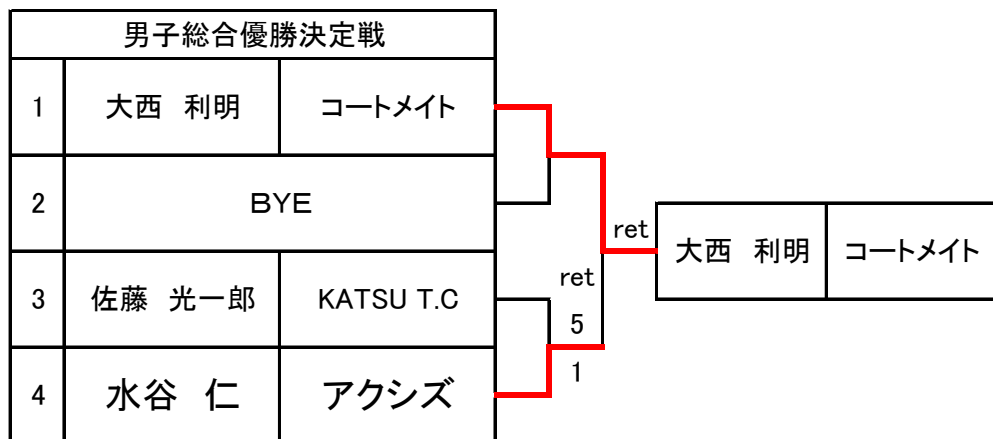 男子総合優勝決定戦
1 大西 利明 コートメイト
2 BYE
ret
大西 利明 コートメイト
3 佐藤 光一郎 KATSU T.C
ret
5
1
4 水谷 仁 アクシズ